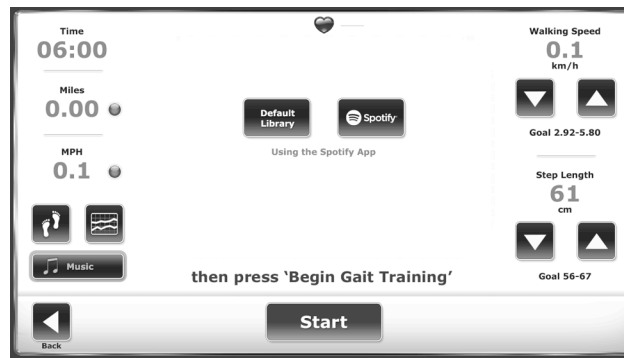 Time
06:00
Miles
0.00
MPH
0.1
Music
Back
Default
Library
Spotify
Using the Spotify App
then press ‘Begin Gait Training’
Start
Walking Speed
0.1
km/h
Goal 2.92-5.80
Step Length
61
cm
Goal 56-67